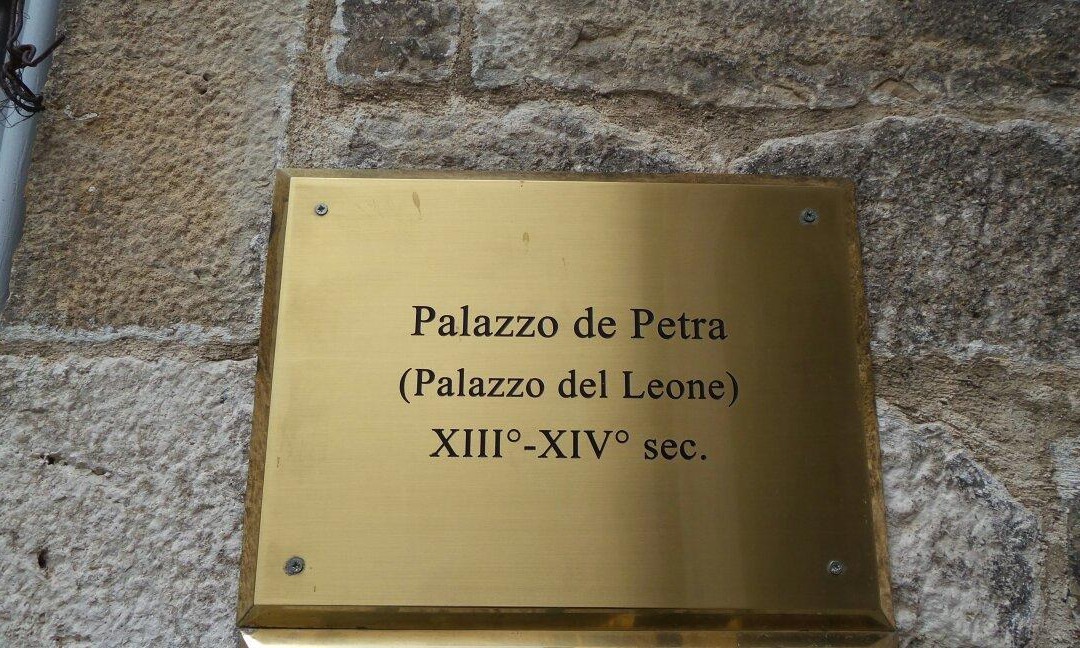 Palazzo de Petra
(Palazzo del Leone)
XIII°-XIV° sec.